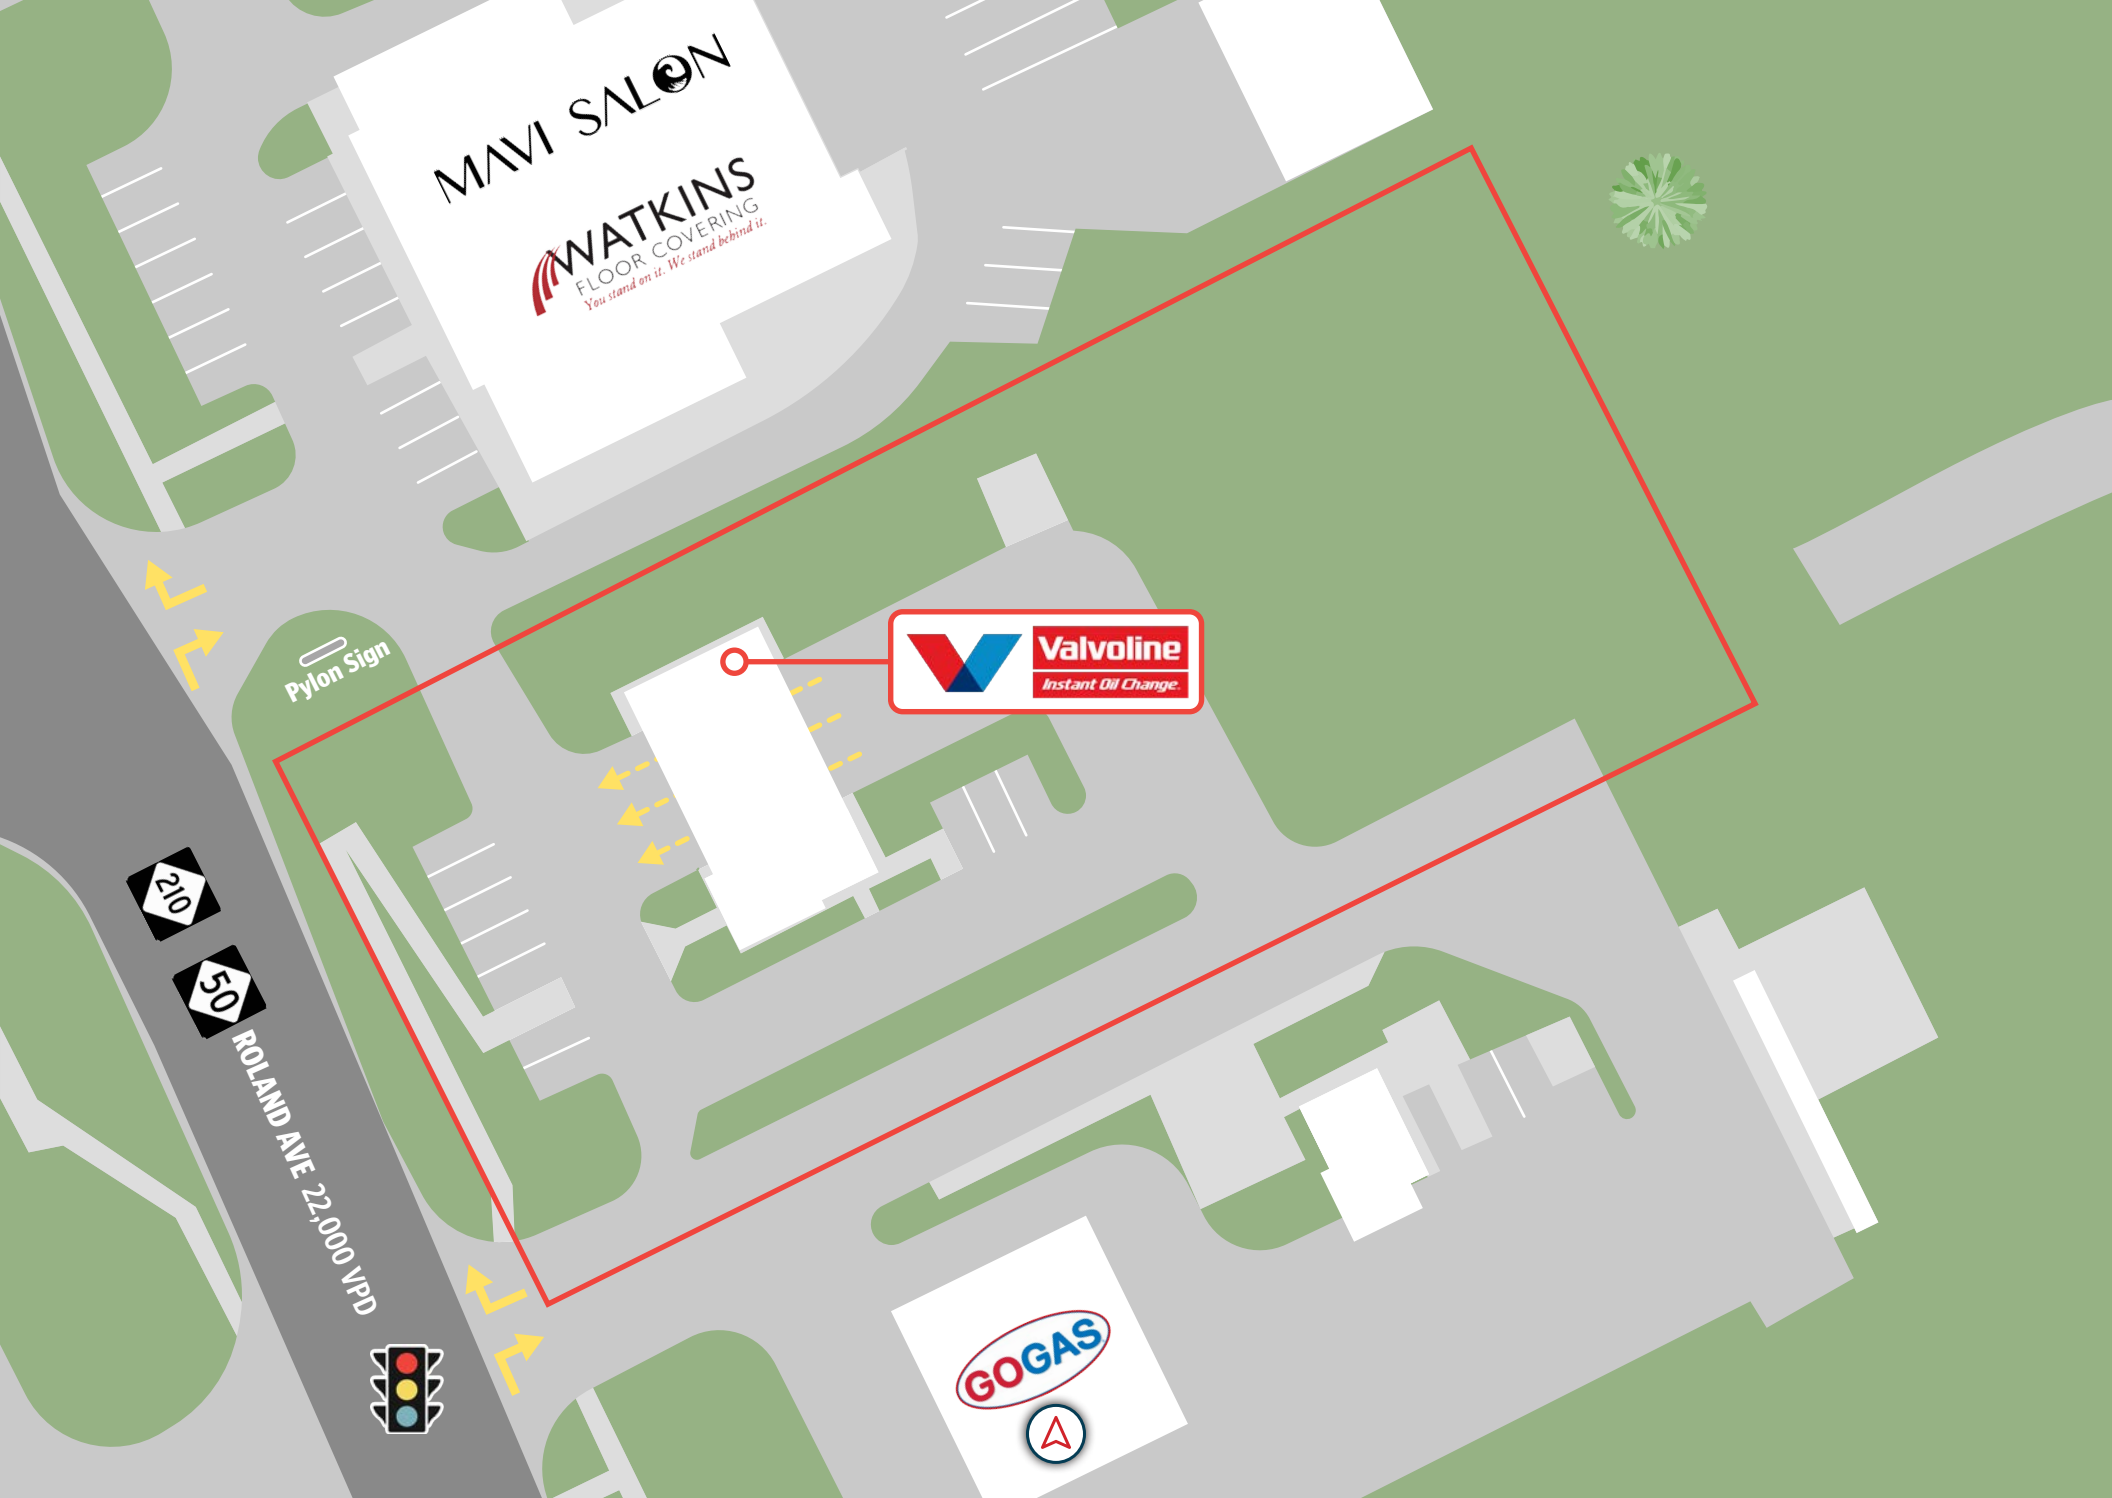 MAVI SALON
WATKINS
FLOOR COVERING
You stand on it. We stand behind it.
Pylon Sign
Valvoline
Instant Oil Change.
210
50
ROLAND AVE 22,000 VPD
GOGAS